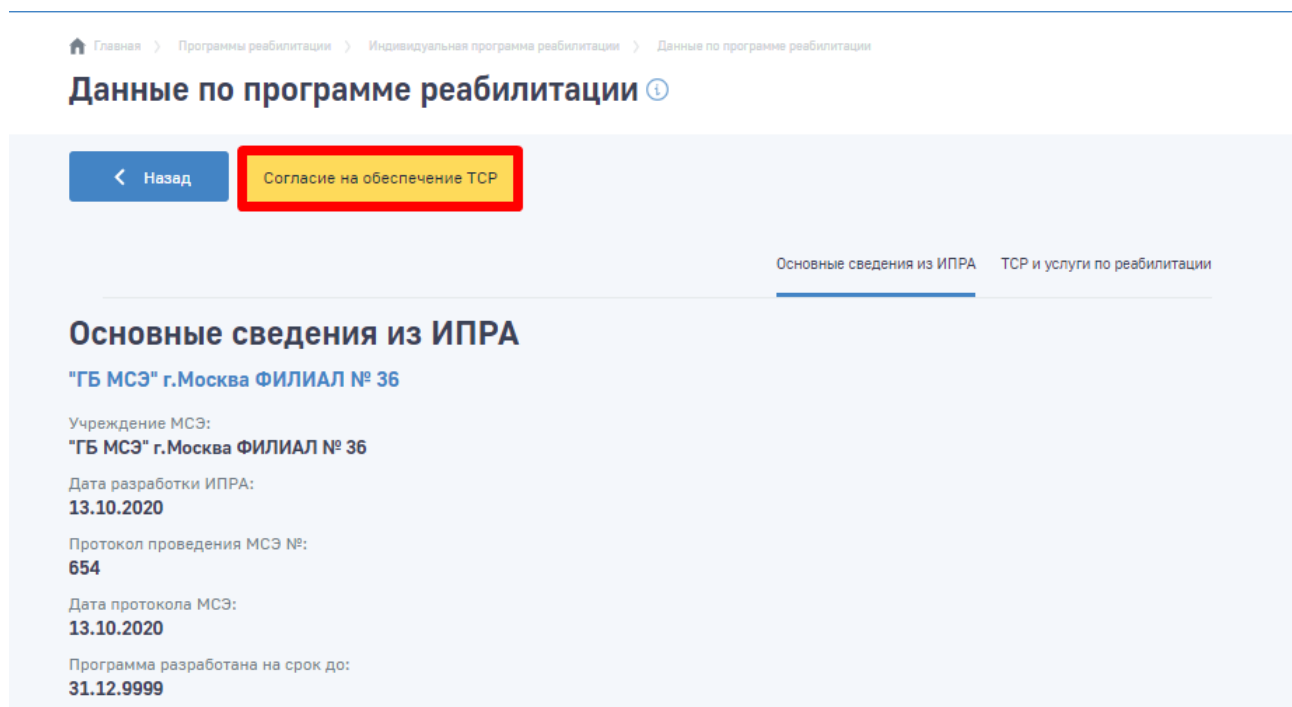 Главная > Программы реабилитации > Индивидуальная программа реабилитации > Данные по программе реабилитации
Данные по программе реабилитации
Назад Согласие на обеспечение ТСР
Основные сведения из ИПРА ТСР и услуги по реабилитации
Основные сведения из ИПРА
"ГБ МСЭ" г.Москва ФИЛИАЛ № 36
Учреждение МСЭ:
"ГБ МСЭ" г.Москва ФИЛИАЛ № 36
Дата разработки ИПРА:
13.10.2020
Протокол проведения МСЭ №:
654
Дата протокола МСЭ:
13.10.2020
Программа разработана на срок до:
31.12.9999